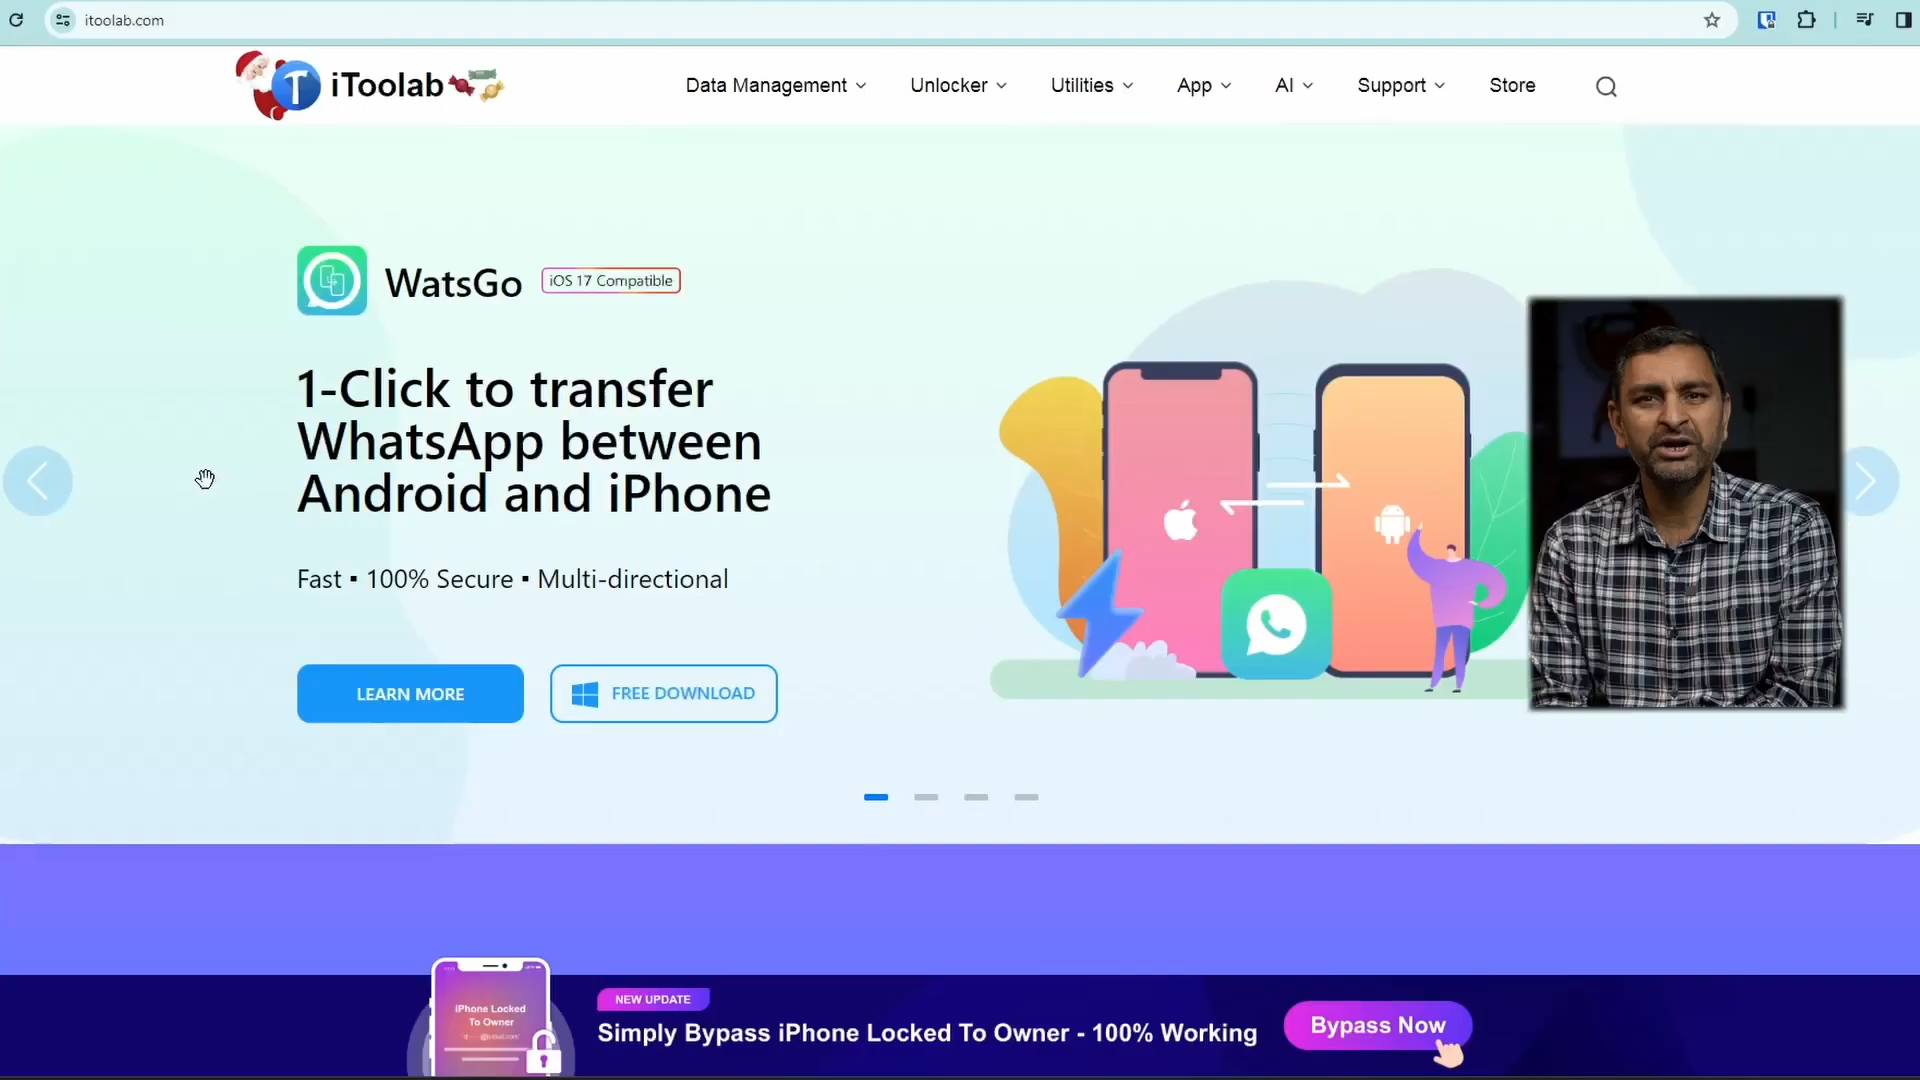 itoolab.com
iToolab
Data Management
Unlocker
Utilities
App
AI
Support
Store
WatsGo
iOS 17 Compatible
1-Click to transfer
WhatsApp between
Android and iPhone
Fast ▪ 100% Secure ▪ Multi-directional
LEARN MORE
FREE DOWNLOAD
iPhone Locked
To Owner
NEW UPDATE
Simply Bypass iPhone Locked To Owner - 100% Working
Bypass Now